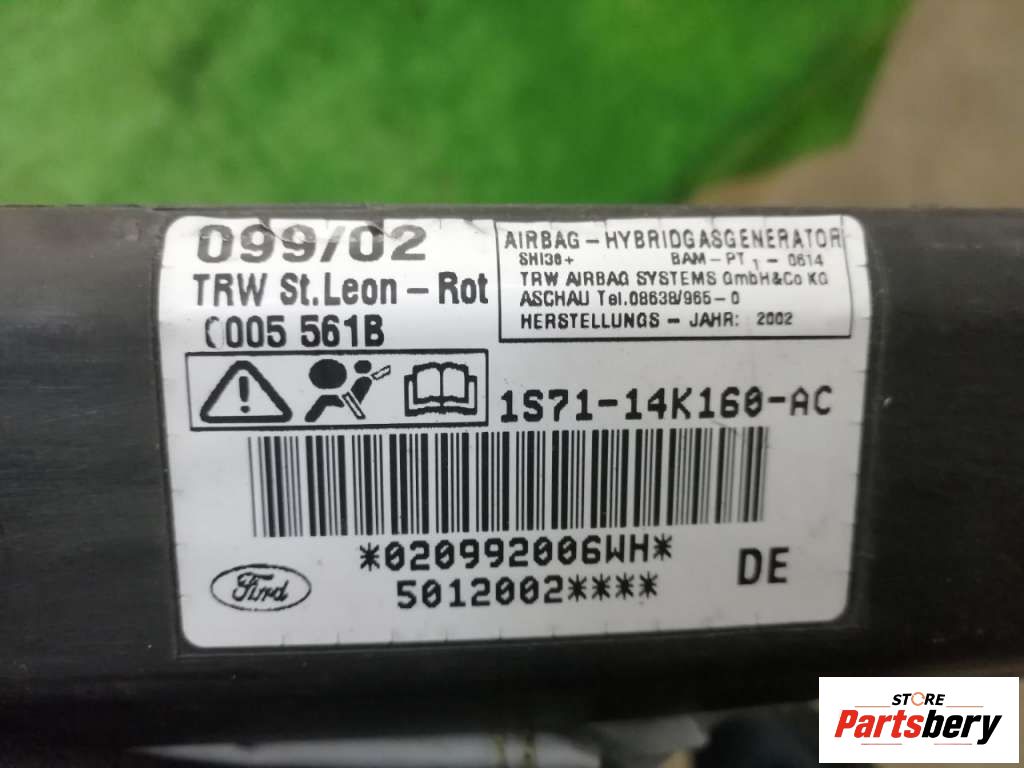 099/02
TRW St.Leon - Rot
C005 561B
AIRBAG - HYBRIDGASGENERATOR
SHI30+ BAM - PT 1 - 0614
TRW AIRBAG SYSTEMS GmbH&Co KG
ASCHAU Tel.08638/965-0
HERSTELLUNGS - JAHR: 2002
1S71-14K160-AC
*020992006WH*
5012002****
DE
Ford
STORE
Partsbery